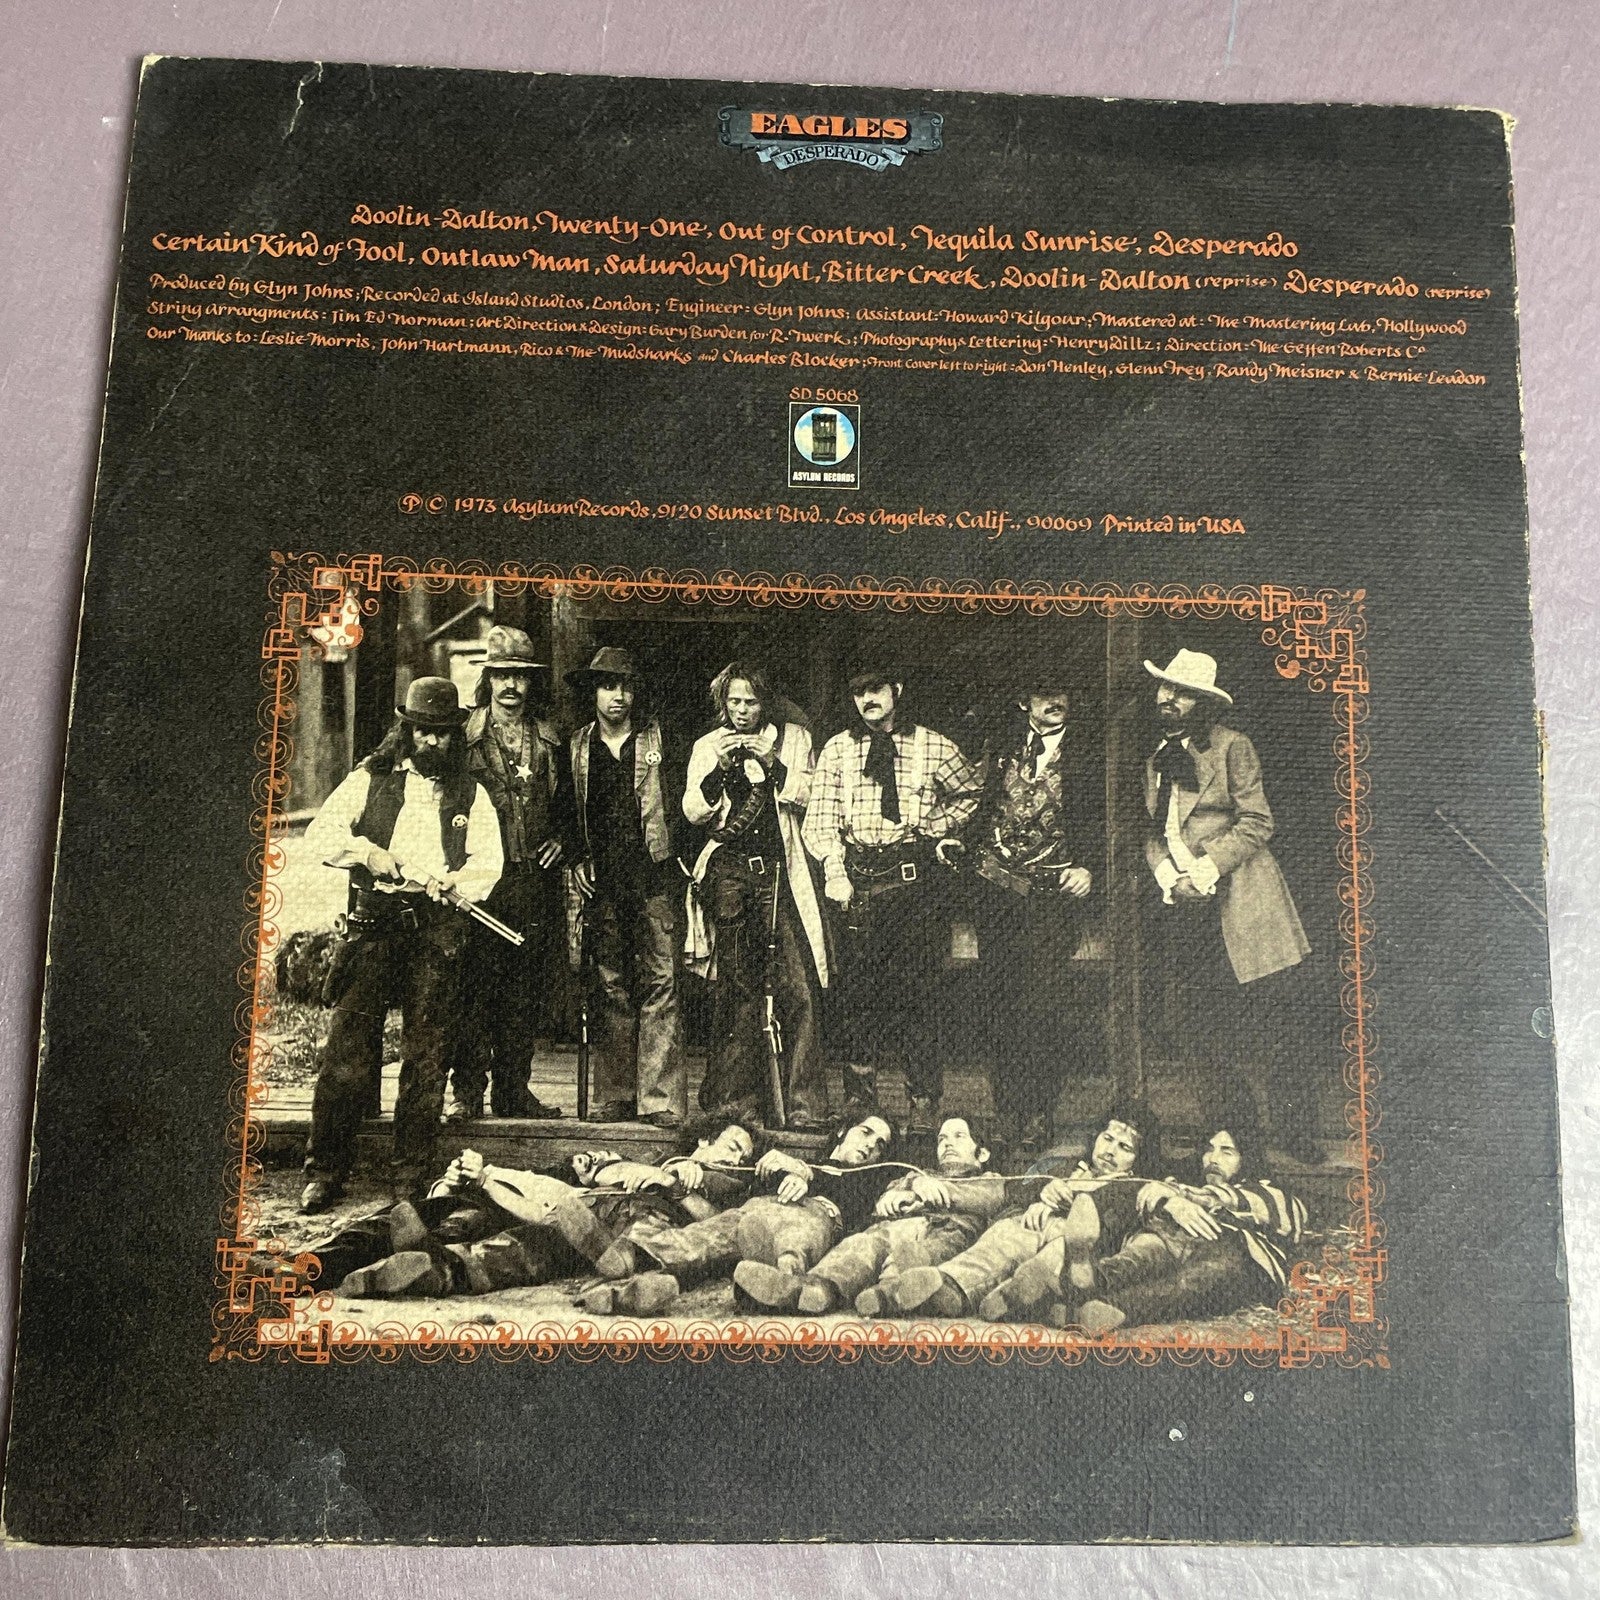 EAGLES
DESPERADO
Doolin-Dalton, Twenty-One, Out of Control, Tequila Sunrise, Desperado
Certain Kind of Fool, Outlaw Man, Saturday Night, Bitter Creek, Doolin-Dalton (reprise) Desperado (reprise)
Produced by Glyn Johns; Recorded at Island Studios, London; Engineer: Glyn Johns; Assistant: Howard Kilgour; Mastered at: The Mastering Lab, Hollywood
String Arrangments: Jim Ed Norman; Art Direction & Design: Gary Burden for R. Twerk; Photography & Lettering: Henry Diltz; Direction: The Geffen Roberts Co
Our Thanks to: Leslie Morris, John Hartmann, Rico & The Mudsharks and Charles Blocker; Front Cover left to right: Don Henley, Glenn Frey, Randy Meisner & Bernie Leadon
SD 5068
ASYLUM RECORDS
Ⓟ © 1973 Asylum Records, 9120 Sunset Blvd., Los Angeles, Calif., 90069 Printed in USA